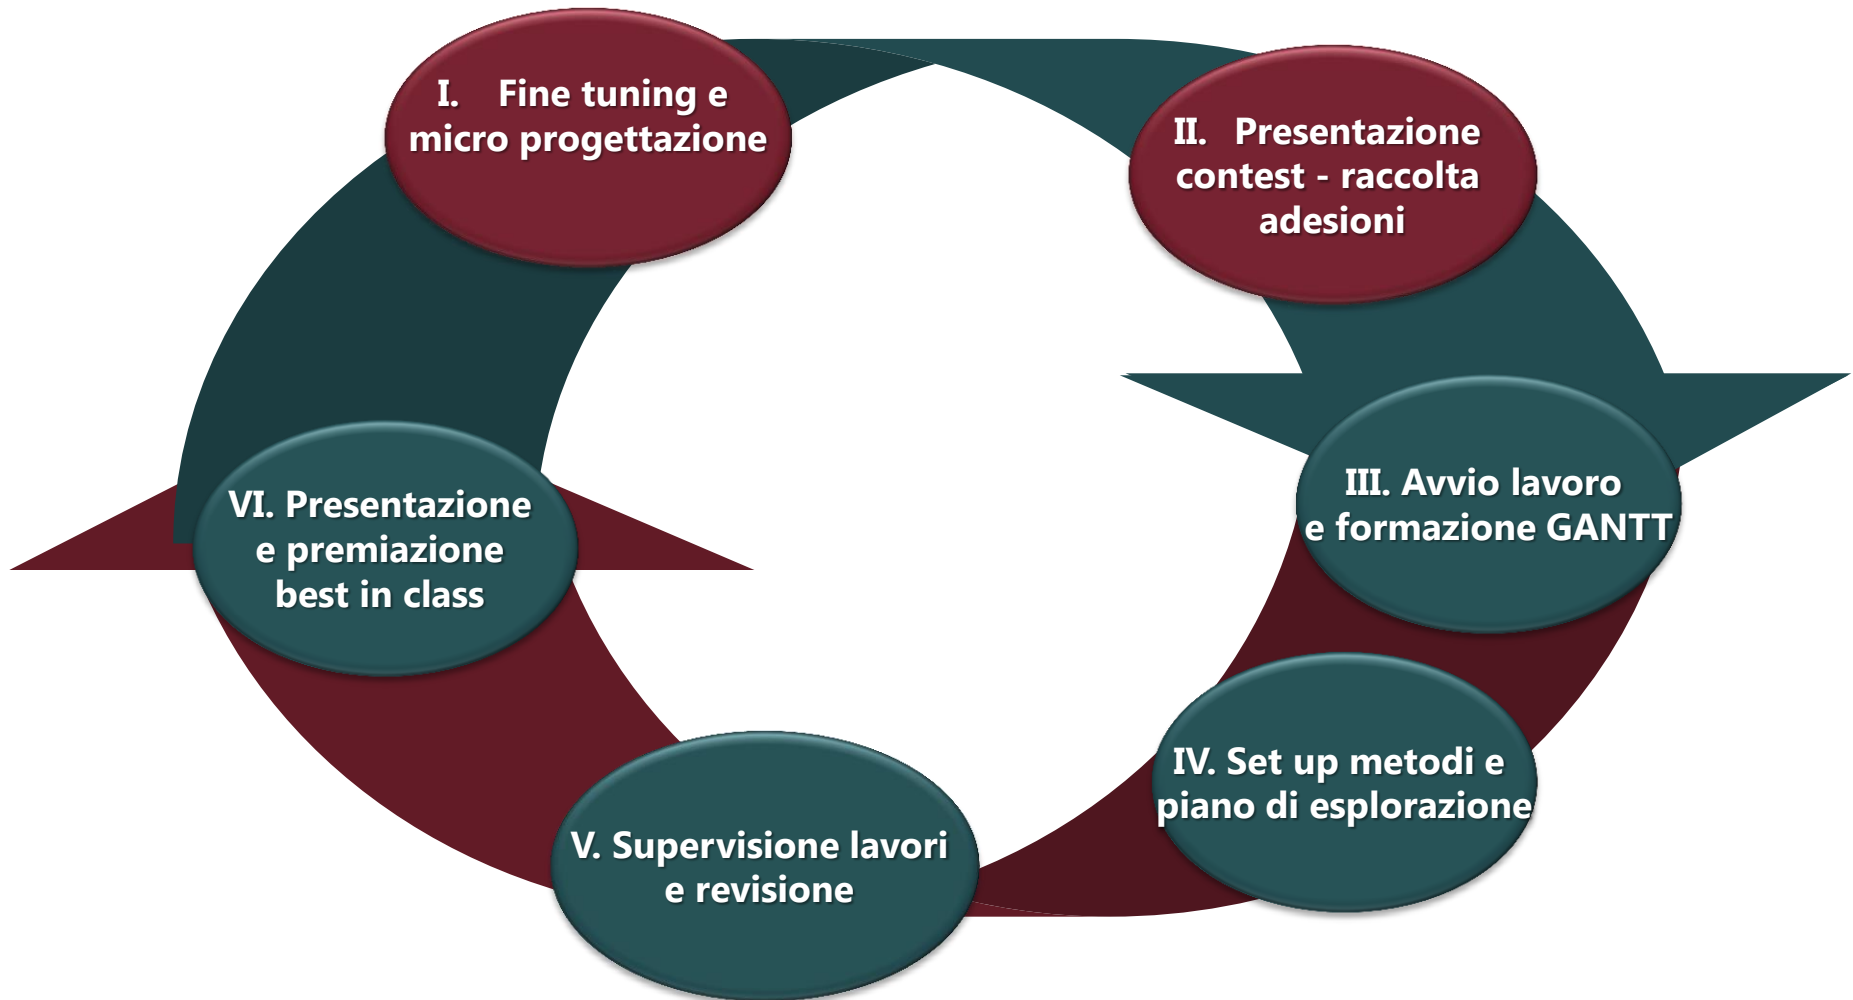 I. Fine tuning e
micro progettazione
II. Presentazione
contest - raccolta
adesioni
III. Avvio lavoro
e formazione GANTT
IV. Set up metodi e
piano di esplorazione
V. Supervisione lavori
e revisione
VI. Presentazione
e premiazione
best in class